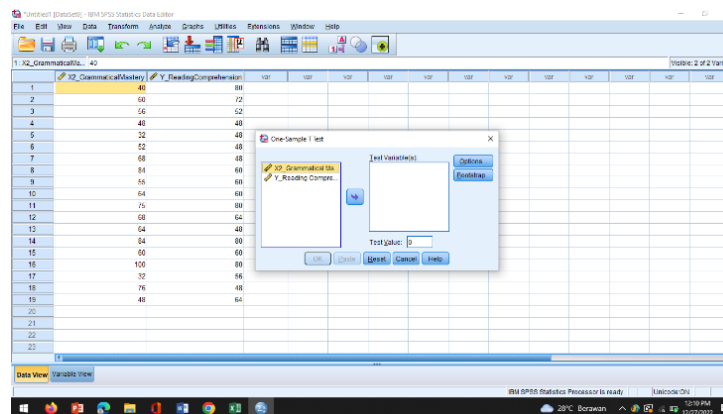 *Untitled1 [DataSet0] - IBM SPSS Statistics Data Editor
File Edit View Data Transform Analyze Graphs Utilities Extensions Window Help
1 : X2_GrammaticalMa... 40
Visible: 2 of 2 Vari
X2_GrammaticalMastery Y_ReadingComprehension var var var var var var var var var var var
1 40 80
2 60 72
3 56 52
4 48 48
5 32 48
6 52 48
7 68 48
8 84 60
9 56 60
10 64 60
11 76 80
12 68 64
13 64 48
14 84 80
15 60 60
16 100 80
17 32 56
18 76 48
19 48 64
20
21
22
23
One-Sample T Test
X2_Grammatical Ma...
Y_Reading Compre...
Test Variable(s):
Options...
Bootstrap...
Test Value: 0
OK Paste Reset Cancel Help
Data View Variable View
IBM SPSS Statistics Processor is ready Unicode:ON
28°C Berawan
12:10 PM